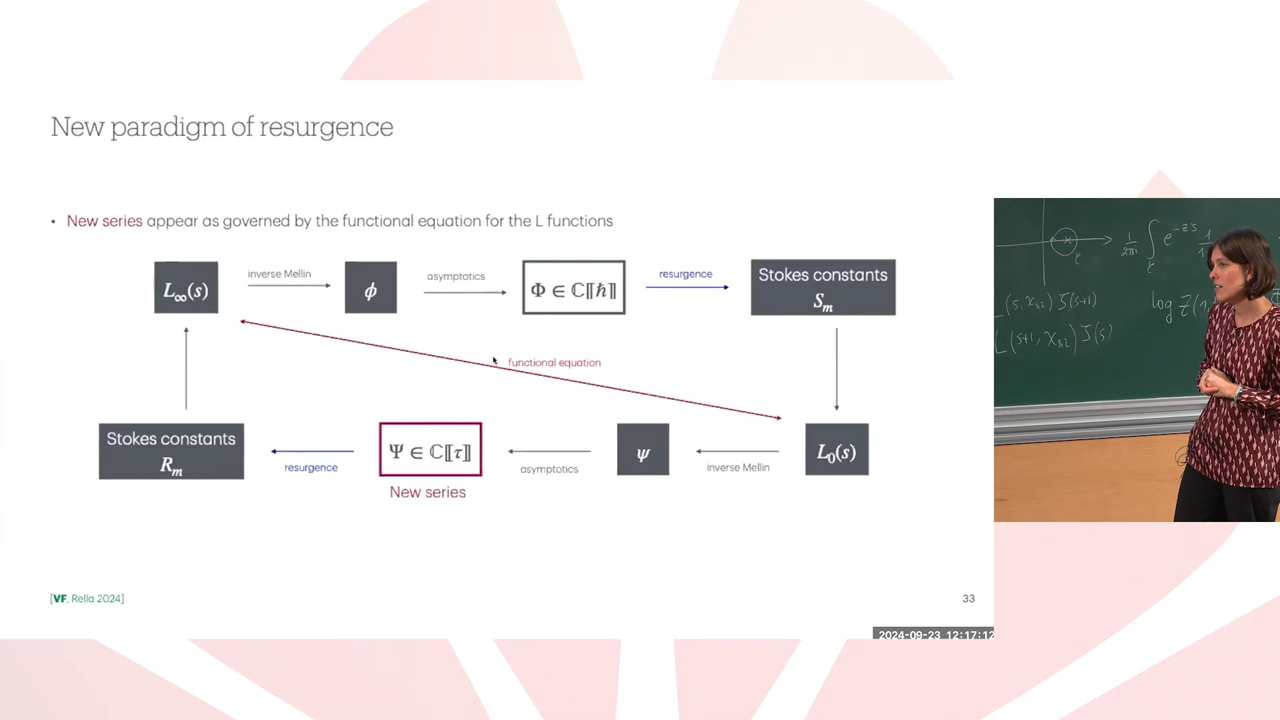 New paradigm of resurgence
• New series appear as governed by the functional equation for the L functions
L∞(s)
inverse Mellin
ϕ
asymptotics
Φ ∈ ℂ⟦ℏ⟧
resurgence
Stokes constants
Sₘ
functional equation
Stokes constants
Rₘ
resurgence
Ψ ∈ ℂ⟦τ⟧
New series
asymptotics
ψ
inverse Mellin
L₀(s)
[VF, Rella 2024]
33
2024-09-23 12:17:12